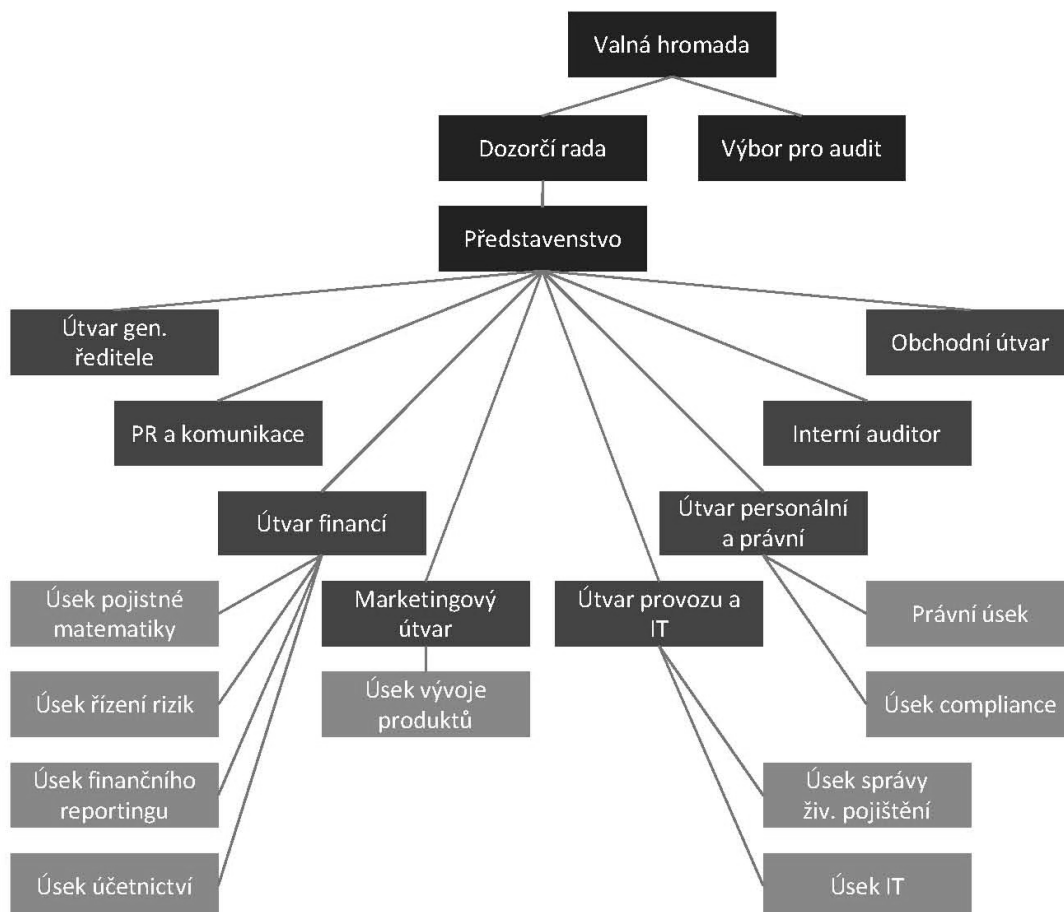 Valná hromada
Dozorčí rada
Výbor pro audit
Představenstvo
Útvar gen.
ředitele
Obchodní útvar
PR a komunikace
Interní auditor
Útvar financí
Útvar personální
a právní
Úsek pojistné
matematiky
Marketingový
útvar
Útvar provozu a
IT
Právní úsek
Úsek řízení rizik
Úsek vývoje
produktů
Úsek compliance
Úsek finančního
reportingu
Úsek správy
živ. pojištění
Úsek účetnictví
Úsek IT